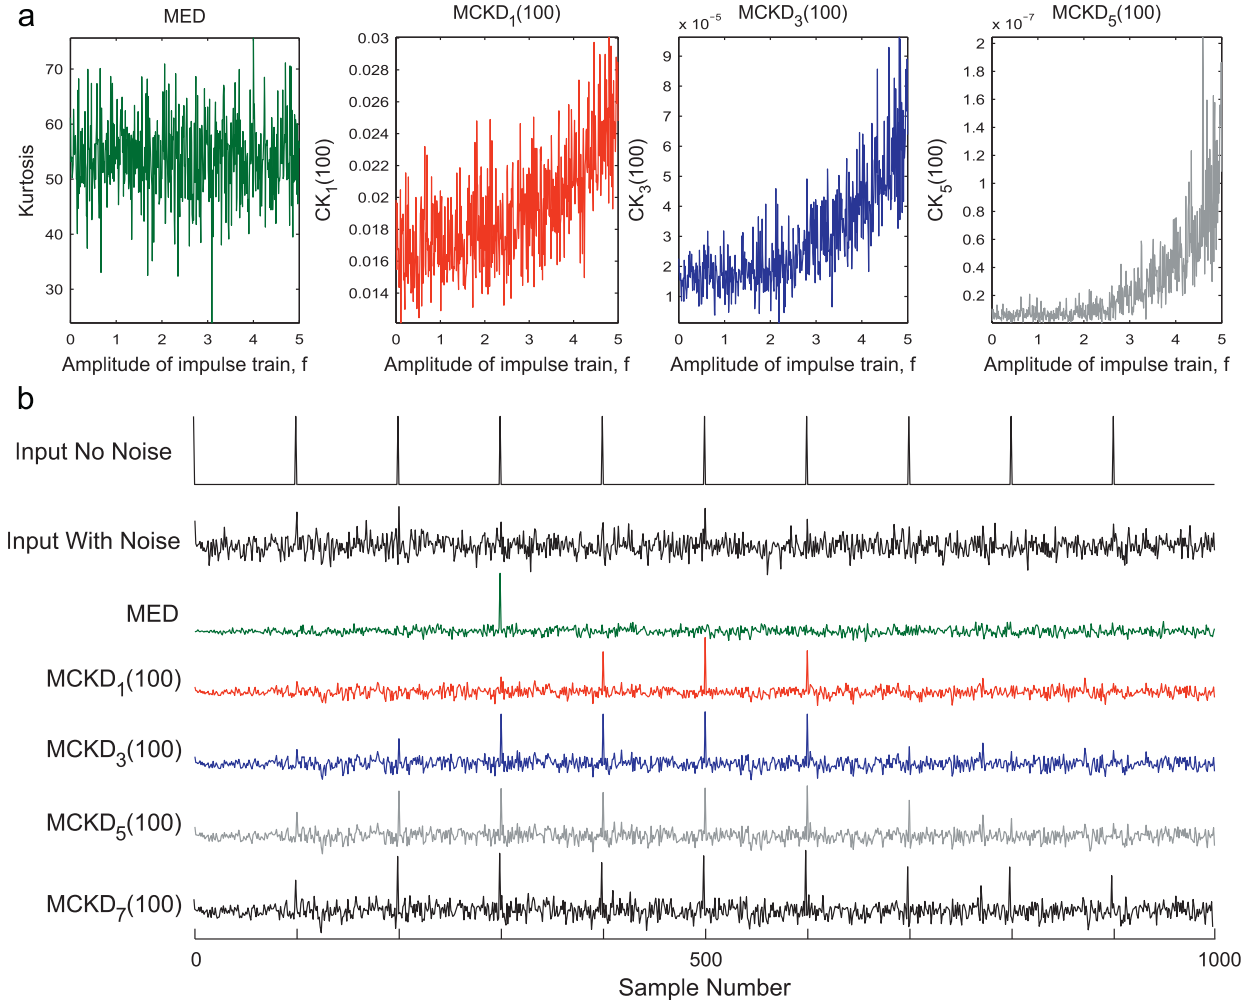 a
MED
70
60
50
40
30
Kurtosis
0 1 2 3 4 5
Amplitude of impulse train, f
MCKD₁(100)
0.03
0.028
0.026
0.024
0.022
0.02
0.018
0.016
0.014
CK₁(100)
0 1 2 3 4 5
Amplitude of impulse train, f
MCKD₃(100)
x 10⁻⁵
9
8
7
6
5
4
3
2
1
CK₃(100)
0 1 2 3 4 5
Amplitude of impulse train, f
MCKD₅(100)
x 10⁻⁷
2
1.8
1.6
1.4
1.2
1
0.8
0.6
0.4
0.2
CK₅(100)
0 1 2 3 4 5
Amplitude of impulse train, f
b
Input No Noise
Input With Noise
MED
MCKD₁(100)
MCKD₃(100)
MCKD₅(100)
MCKD₇(100)
0 500 1000
Sample Number